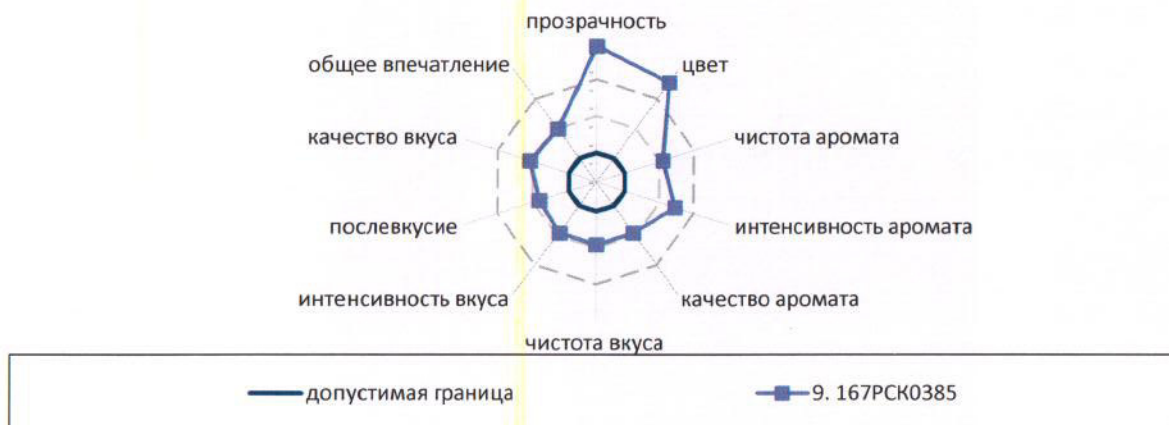 прозрачность
общее впечатление
цвет
качество вкуса
чистота аромата
послевкусие
интенсивность аромата
интенсивность вкуса
качество аромата
чистота вкуса
допустимая граница
9. 167РСК0385